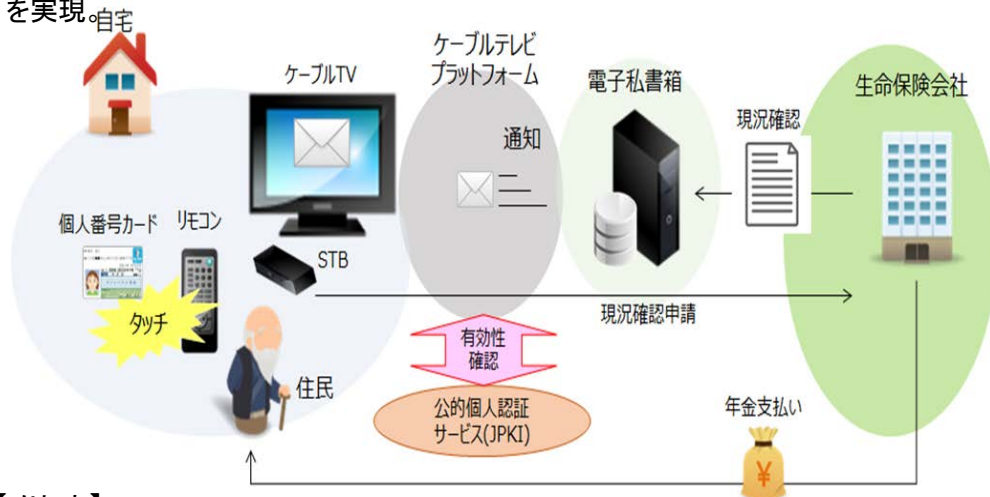 を実現。
自宅
ケーブルTV
ケーブルテレビ
プラットフォーム
電子私書箱
生命保険会社
現況確認
通知
個人番号カード
リモコン
STB
タッチ
現況確認申請
有効性
確認
住民
公的個人認証
サービス(JPKI)
年金支払い
¥